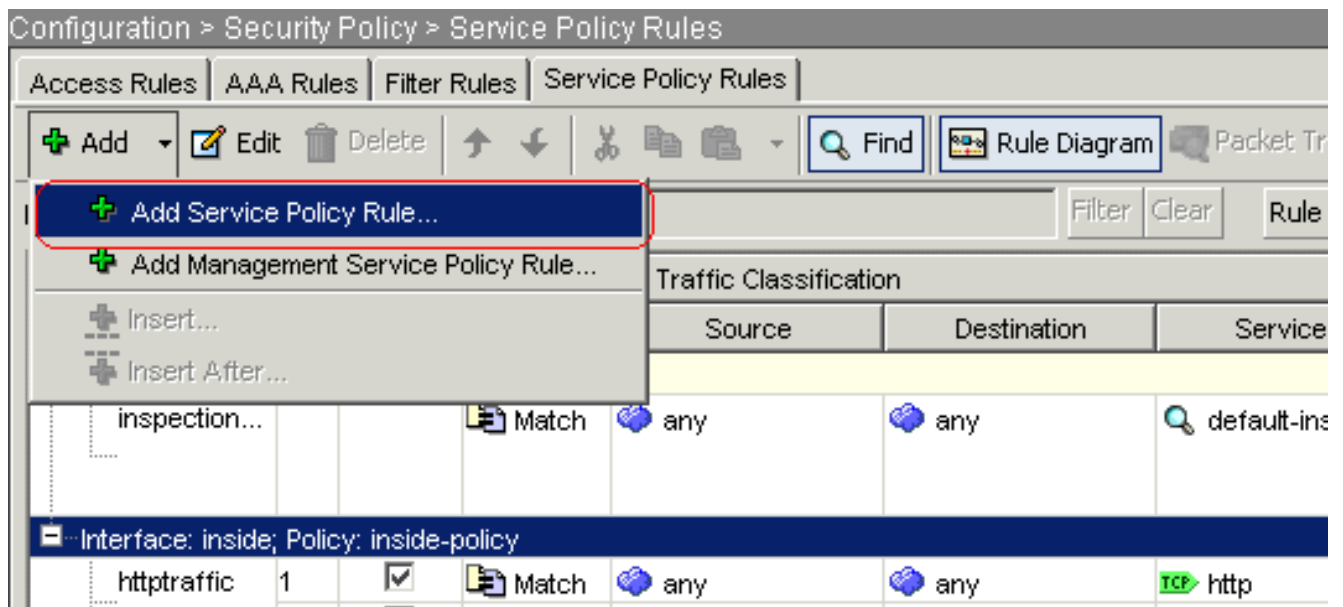 Configuration > Security Policy > Service Policy Rules
Access Rules AAA Rules Filter Rules Service Policy Rules
Add Edit Delete Find Rule Diagram Packet Tr
Add Service Policy Rule... Filter Clear Rule
Add Management Service Policy Rule... Traffic Classification
Insert... Source Destination Service
Insert After...
inspection... Match any any default-ins
Interface: inside; Policy: inside-policy
httptraffic 1 Match any any TCP http